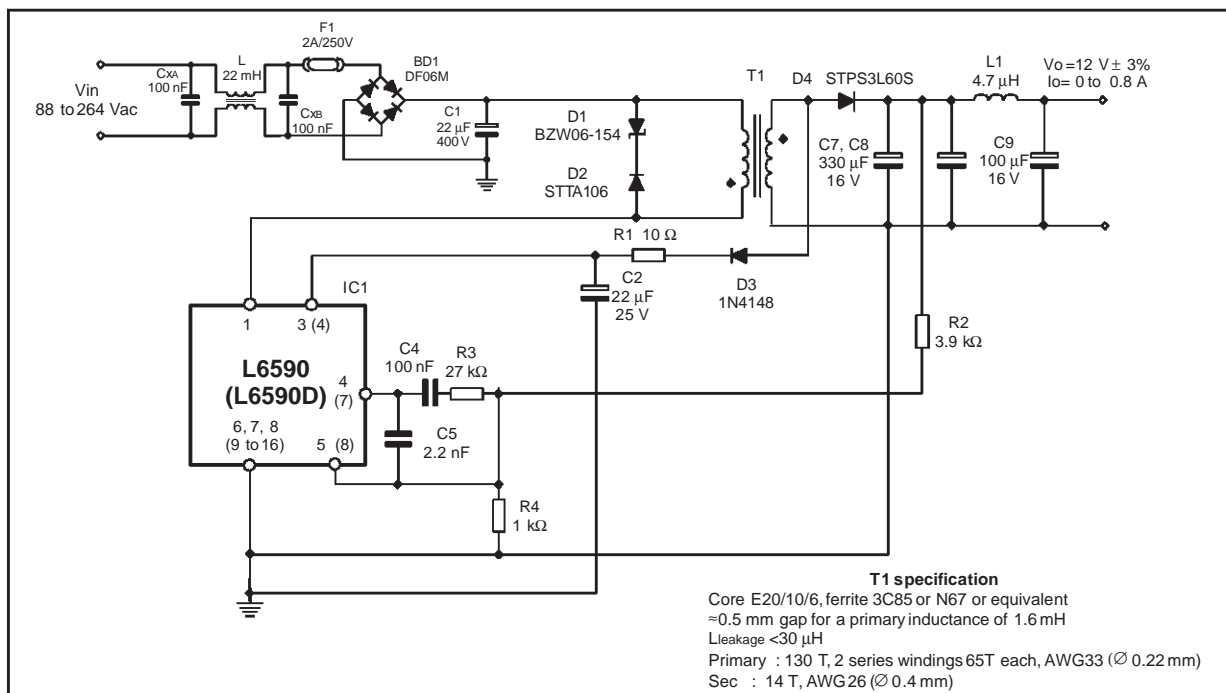 F1
2A/250V
L
22 mH
CXA
100 nF
BD1
DF06M
Vin
88 to 264 Vac
CXB
100 nF
C1
22 µF
400 V
D1
BZW06-154
D2
STTA106
T1
D4
STPS3L60S
L1
4.7 µH
Vo =12 V ± 3%
Io= 0 to 0.8 A
C7, C8
330 µF
16 V
C9
100 µF
16 V
R1 10 Ω
D3
1N4148
C2
22 µF
25 V
IC1
1
3 (4)
L6590
(L6590D)
4
(7)
6, 7, 8
(9 to 16)
5 (8)
C4
100 nF
R3
27 kΩ
C5
2.2 nF
R2
3.9 kΩ
R4
1 kΩ
T1 specification
Core E20/10/6, ferrite 3C85 or N67 or equivalent
≈0.5 mm gap for a primary inductance of 1.6 mH
Lleakage <30 µH
Primary : 130 T, 2 series windings 65T each, AWG33 (∅ 0.22 mm)
Sec : 14 T, AWG26 (∅ 0.4 mm)